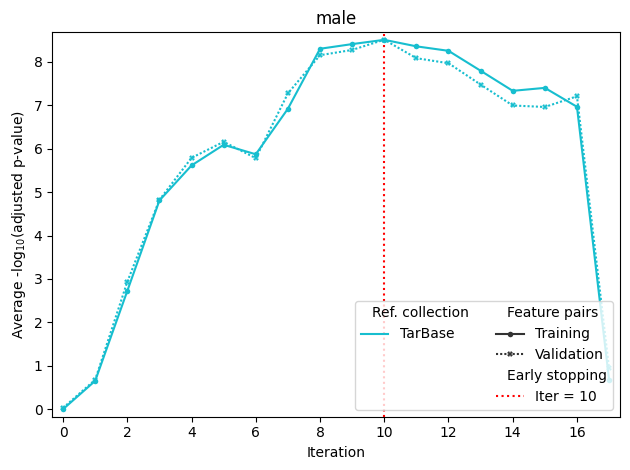 male
Average -log10(adjusted p-value)
8
7
6
5
4
3
2
1
0
Ref. collection
TarBase
Feature pairs
Training
Validation
Early stopping
Iter = 10
0 2 4 6 8 10 12 14 16
Iteration